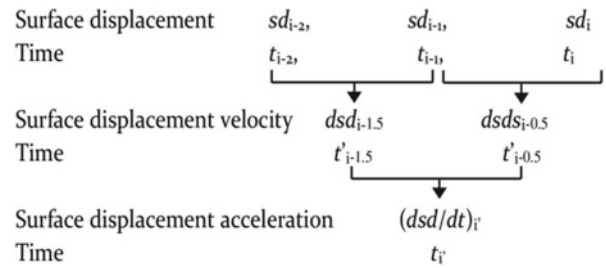 Surface displacement sdi-2, sdi-1, sdi
Time ti-2, ti-1, ti
Surface displacement velocity dsdi-1.5 dsdsi-0.5
Time t'i-1.5 t'i-0.5
Surface displacement acceleration (dsd/dt)i'
Time ti'